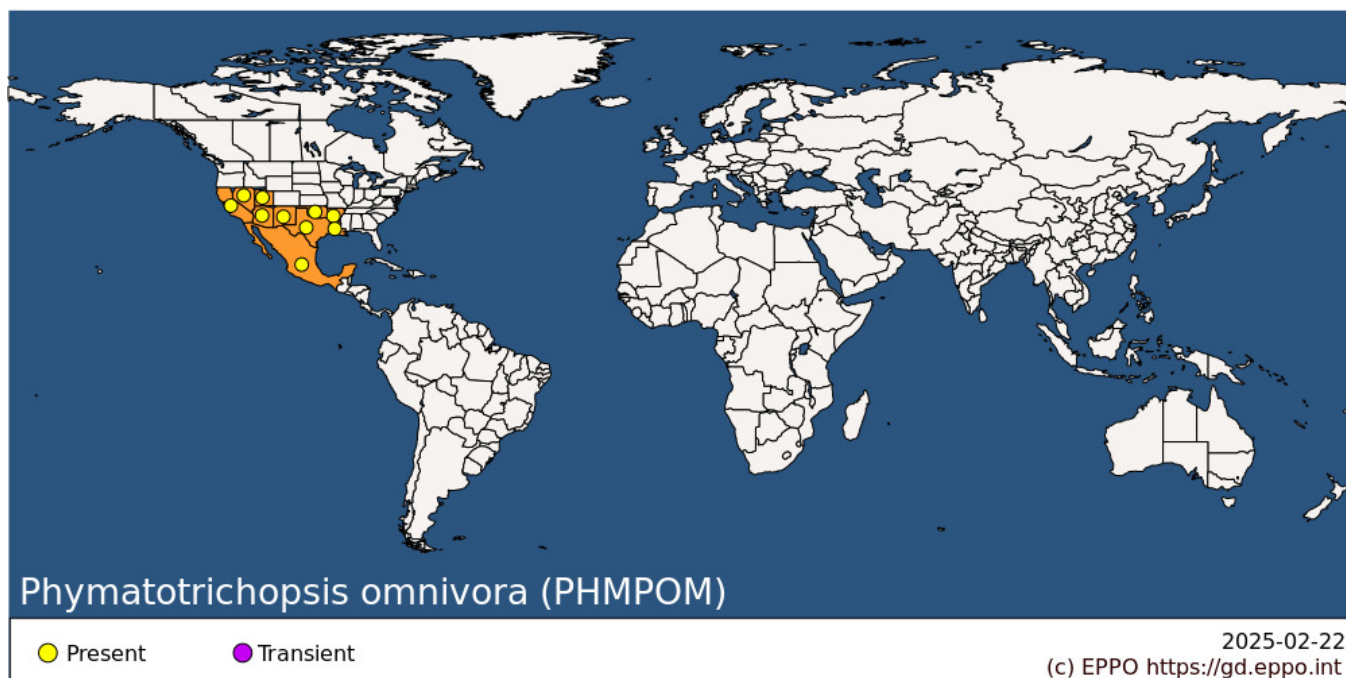 Phymatotrichopsis omnivora (PHMPOM)
Present
Transient
2025-02-22
(c) EPPO https://gd.eppo.int